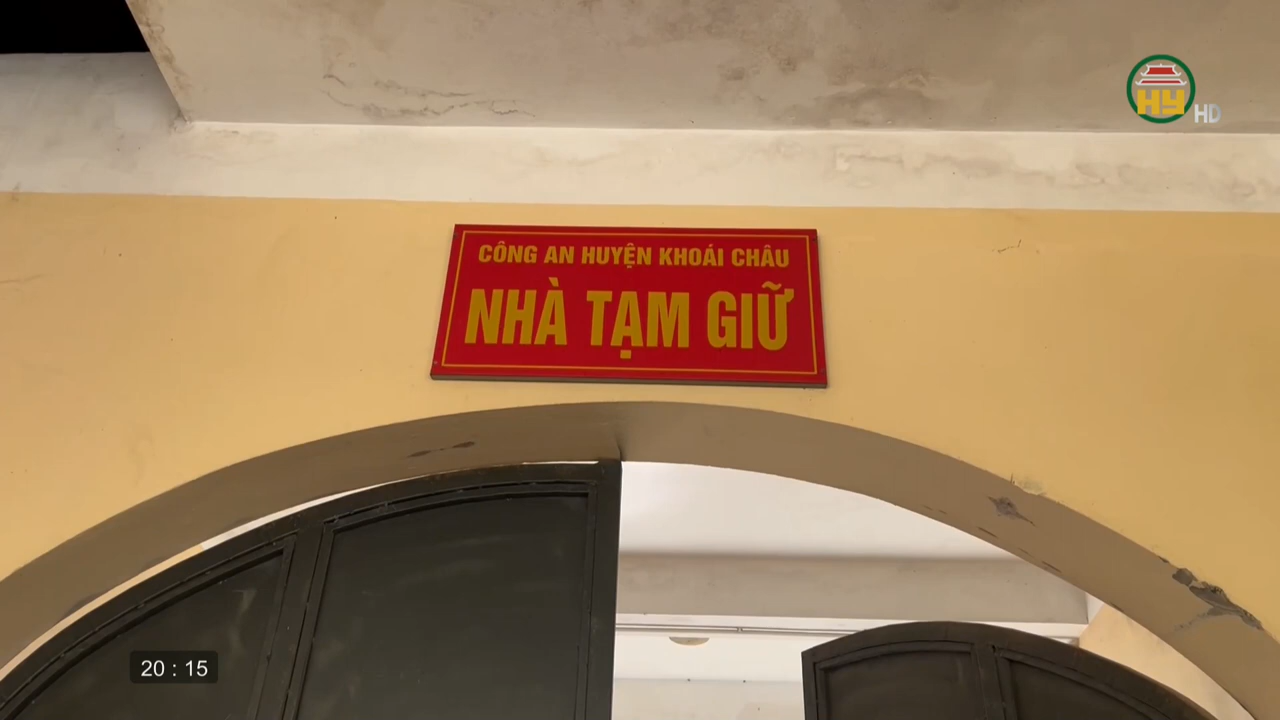 HY HD
CÔNG AN HUYỆN KHOÁI CHÂU
NHÀ TẠM GIỮ
20 : 15